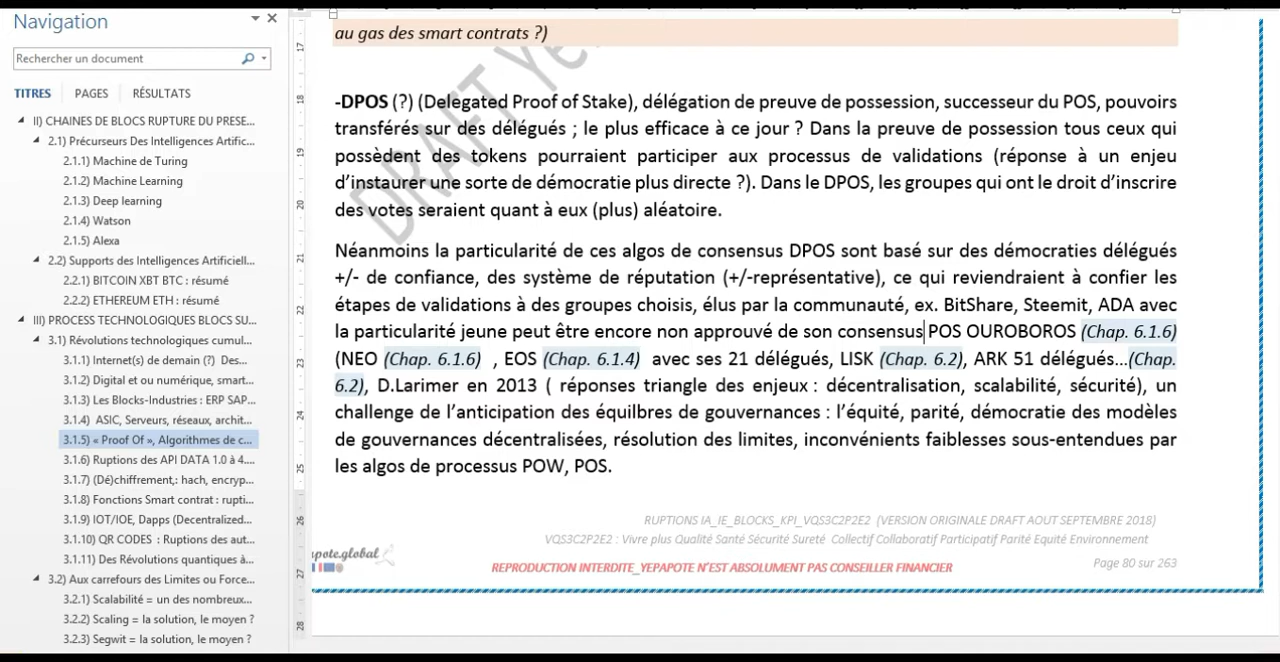 Navigation
Rechercher un document
TITRES PAGES RÉSULTATS
II) CHAINES DE BLOCS RUPTURE DU PRESE...
2.1) Précurseurs Des Intelligences Artific...
2.1.1) Machine de Turing
2.1.2) Machine Learning
2.1.3) Deep learning
2.1.4) Watson
2.1.5) Alexa
2.2) Supports des Intelligences Artificiell...
2.2.1) BITCOIN XBT BTC : résumé
2.2.2) ETHEREUM ETH : résumé
III) PROCESS TECHNOLOGIQUES BLOCS SU...
3.1) Révolutions technologiques cumul...
3.1.1) Internet(s) de demain (?) Des...
3.1.2) Digital et ou numérique, smart...
3.1.3) Les Blocks-Industries : ERP SAP...
3.1.4) ASIC, Serveurs, réseaux, archit...
3.1.5) « Proof Of », Algorithmes de c...
3.1.6) Ruptions des API DATA 1.0 à 4....
3.1.7) (Dé)chiffrement,: hach, encryp...
3.1.8) Fonctions Smart contrat : rupti...
3.1.9) IOT/IOE, Dapps (Decentralized...
3.1.10) QR CODES : Ruptions des aut...
3.1.11) Des Révolutions quantiques à...
3.2) Aux carrefours des Limites ou Force...
3.2.1) Scalabilité = un des nombreux...
3.2.2) Scaling = la solution, le moyen ?
3.2.3) Segwit = la solution, le moyen ?
17
18
19
20
21
22
23
24
25
26
27
28
au gas des smart contrats ?)
-DPOS (?) (Delegated Proof of Stake), délégation de preuve de possession, successeur du POS, pouvoirs
transférés sur des délégués ; le plus efficace à ce jour ? Dans la preuve de possession tous ceux qui
possèdent des tokens pourraient participer aux processus de validations (réponse à un enjeu
d’instaurer une sorte de démocratie plus directe ?). Dans le DPOS, les groupes qui ont le droit d’inscrire
des votes seraient quant à eux (plus) aléatoire.
Néanmoins la particularité de ces algos de consensus DPOS sont basé sur des démocraties délégués
+/- de confiance, des système de réputation (+/-représentative), ce qui reviendraient à confier les
étapes de validations à des groupes choisis, élus par la communauté, ex. BitShare, Steemit, ADA avec
la particularité jeune peut être encore non approuvé de son consensus POS OUROBOROS (Chap. 6.1.6)
(NEO (Chap. 6.1.6) , EOS (Chap. 6.1.4) avec ses 21 délégués, LISK (Chap. 6.2), ARK 51 délégués...(Chap.
6.2), D.Larimer en 2013 ( réponses triangle des enjeux : décentralisation, scalabilité, sécurité), un
challenge de l’anticipation des équilbres de gouvernances : l’équité, parité, démocratie des modèles
de gouvernances décentralisées, résolution des limites, inconvénients faiblesses sous-entendues par
les algos de processus POW, POS.
DRAFT Ye
RUPTIONS IA_IE_BLOCKS_KPI_VQS3C2P2E2 (VERSION ORIGINALE DRAFT AOUT SEPTEMBRE 2018)
VQS3C2P2E2 : Vivre plus Qualité Santé Sécurité Sureté Collectif Collaboratif Participatif Parité Equité Environnement
apote.global
REPRODUCTION INTERDITE_YEPAPOTE N’EST ABSOLUMENT PAS CONSEILLER FINANCIER
Page 80 sur 263